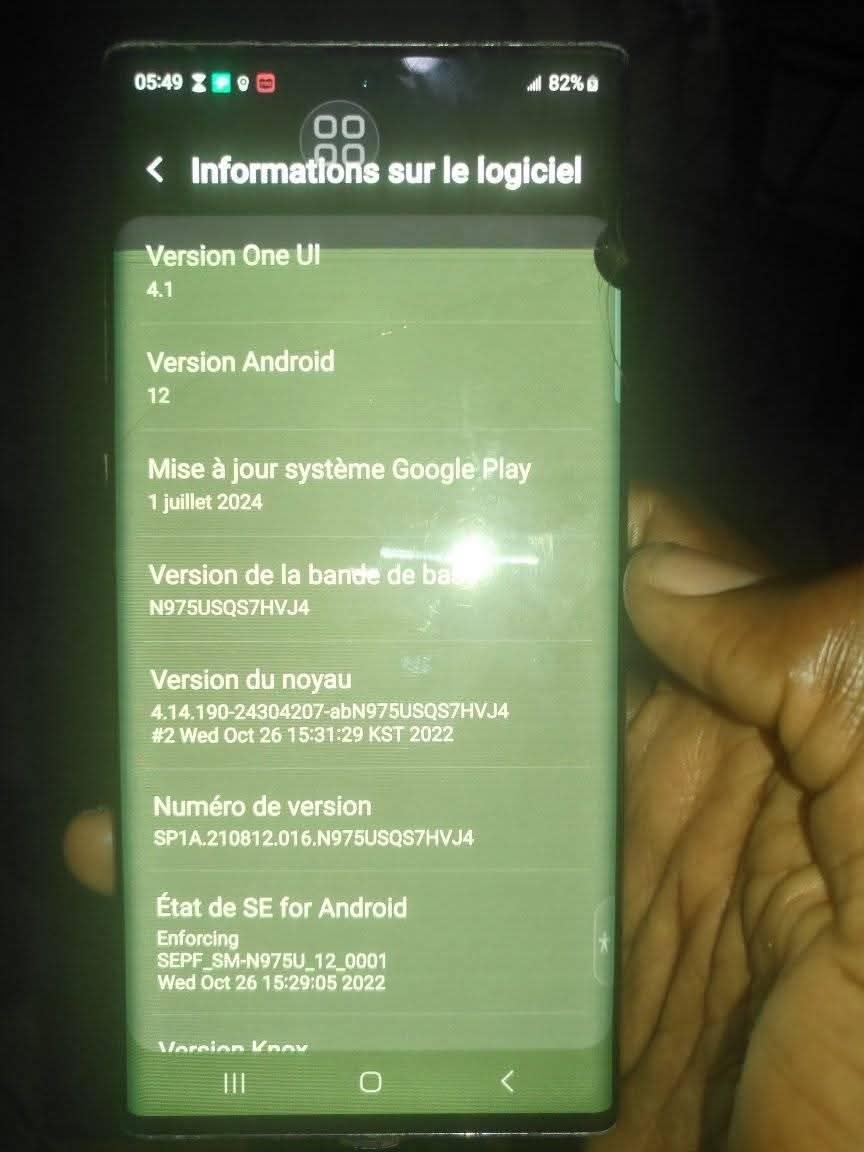 05:49
82%
Informations sur le logiciel
Version One UI
4.1
Version Android
12
Mise à jour système Google Play
1 juillet 2024
Version de la bande de base
N975USQS7HVJ4
Version du noyau
4.14.190-24304207-abN975USQS7HVJ4
#2 Wed Oct 26 15:31:29 KST 2022
Numéro de version
SP1A.210812.016.N975USQS7HVJ4
État de SE for Android
Enforcing
SEPF_SM-N975U_12_0001
Wed Oct 26 15:29:05 2022
Version Knox